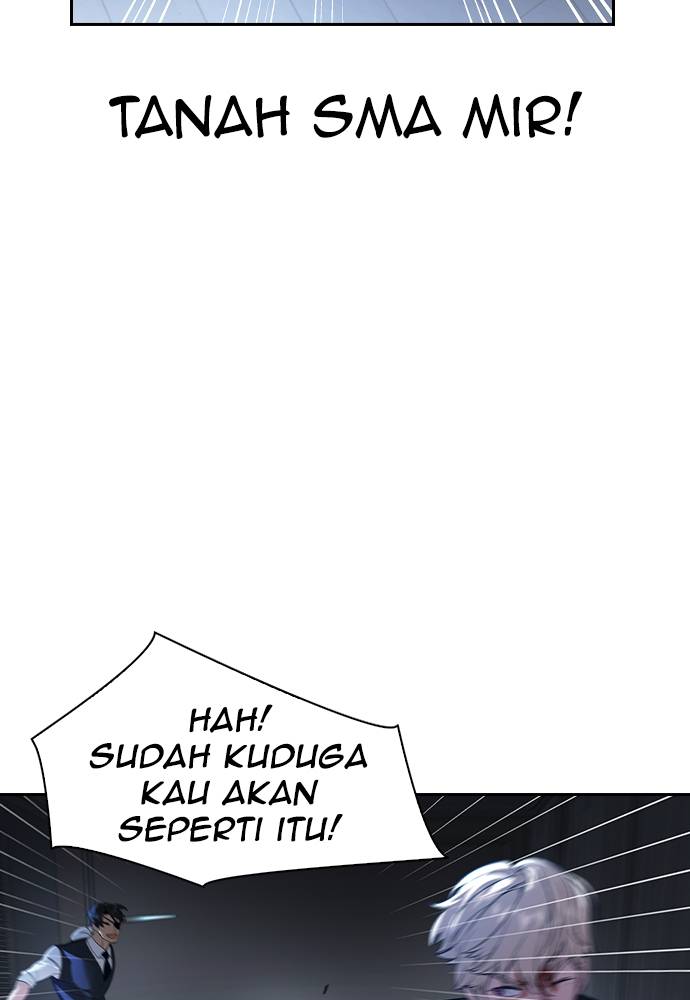 TANAH SMA MIR!
HAH!
SUDAH KUDUGA
KAU AKAN
SEPERTI ITU!